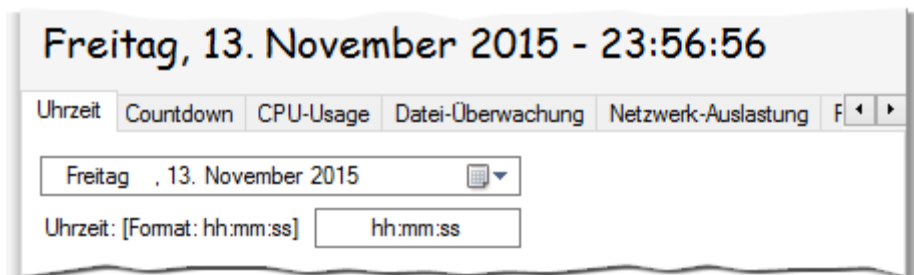 Freitag, 13. November 2015 - 23:56:56
Uhrzeit Countdown CPU-Usage Datei-Überwachung Netzwerk-Auslastung
Freitag , 13. November 2015
Uhrzeit: [Format: hh:mm:ss] hh:mm:ss